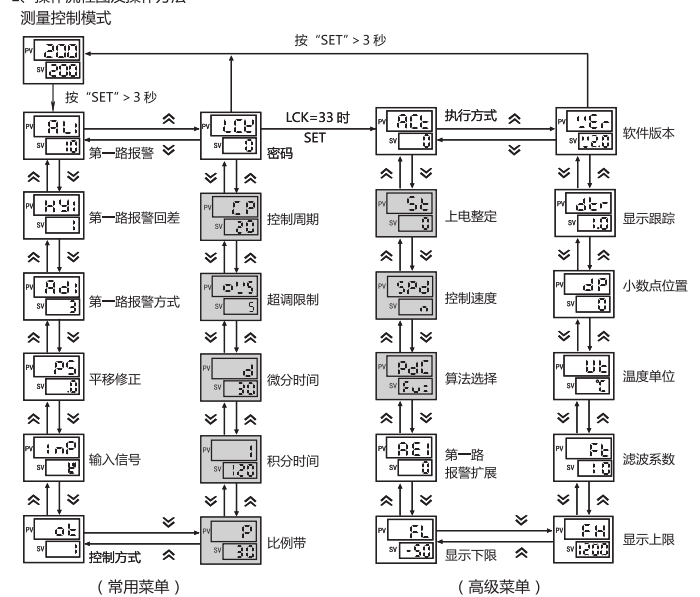 测量控制模式
PV 200
SV 200
按 “SET” > 3 秒
按 “SET” > 3 秒
PV AL1
SV 10
第一路报警
PV LCK
SV 0
密码
LCK=33 时
SET
PV ACt
SV 0
执行方式
PV VEr
SV V2.0
软件版本
PV HY1
SV 1
第一路报警回差
PV CP
SV 20
控制周期
PV St
SV 0
上电整定
PV dtr
SV 1.0
显示跟踪
PV Ad1
SV 3
第一路报警方式
PV oVS
SV 5
超调限制
PV SPd
SV n
控制速度
PV dP
SV 0
小数点位置
PV PS
SV .0
平移修正
PV d
SV 30
微分时间
PV PdC
SV Fuz
算法选择
PV Ut
SV ℃
温度单位
PV InP
SV K
输入信号
PV I
SV 120
积分时间
PV AE1
SV 0
第一路
报警扩展
PV Ft
SV 10
滤波系数
PV ot
SV 1
控制方式
PV P
SV 30
比例带
PV FL
SV -50
显示下限
PV FH
SV 1200
显示上限
（常用菜单）
（高级菜单）